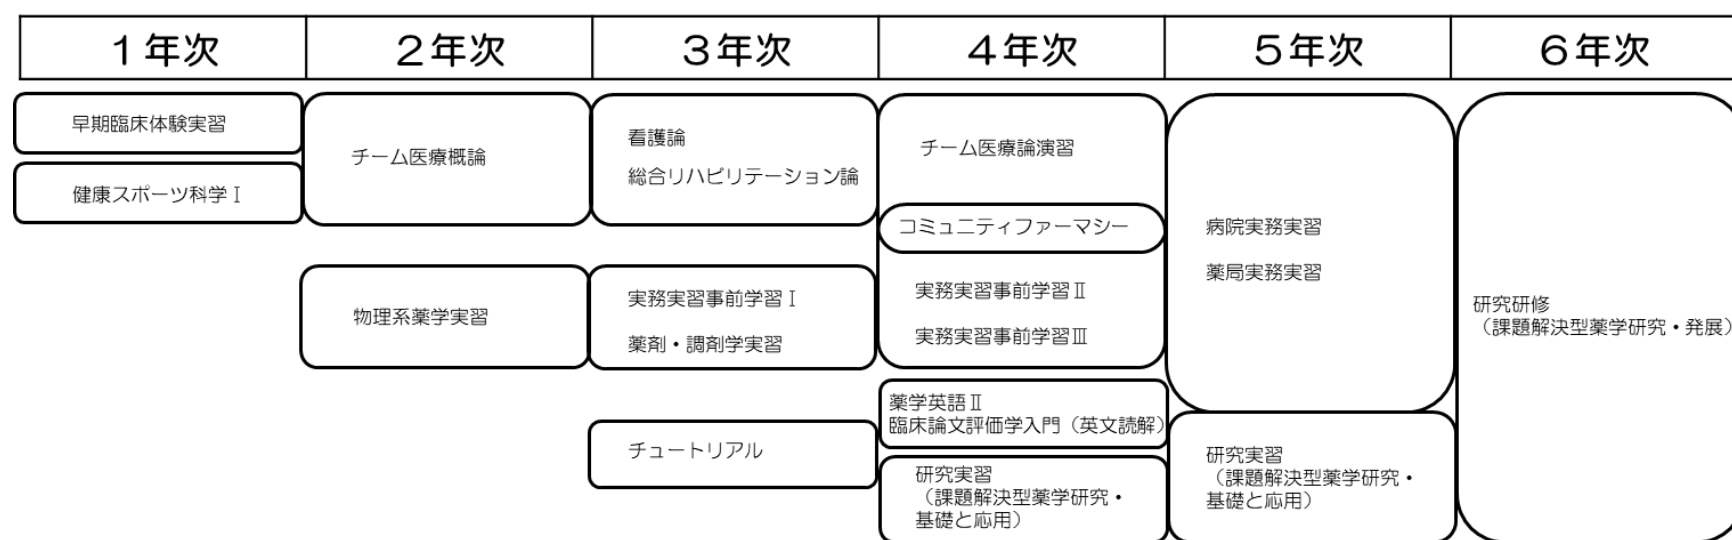 1年次 2年次 3年次 4年次 5年次 6年次
早期臨床体験実習
健康スポーツ科学Ⅰ
チーム医療概論
物理系薬学実習
看護論
総合リハビリテーション論
実務実習事前学習Ⅰ
薬剤・調剤学実習
チュートリアル
チーム医療論演習
コミュニティファーマシー
実務実習事前学習Ⅱ
実務実習事前学習Ⅲ
薬学英語Ⅱ
臨床論文評価学入門（英文読解）
研究実習
（課題解決型薬学研究・
基礎と応用）
病院実務実習
薬局実務実習
研究実習
（課題解決型薬学研究・
基礎と応用）
研究研修
（課題解決型薬学研究・発展）